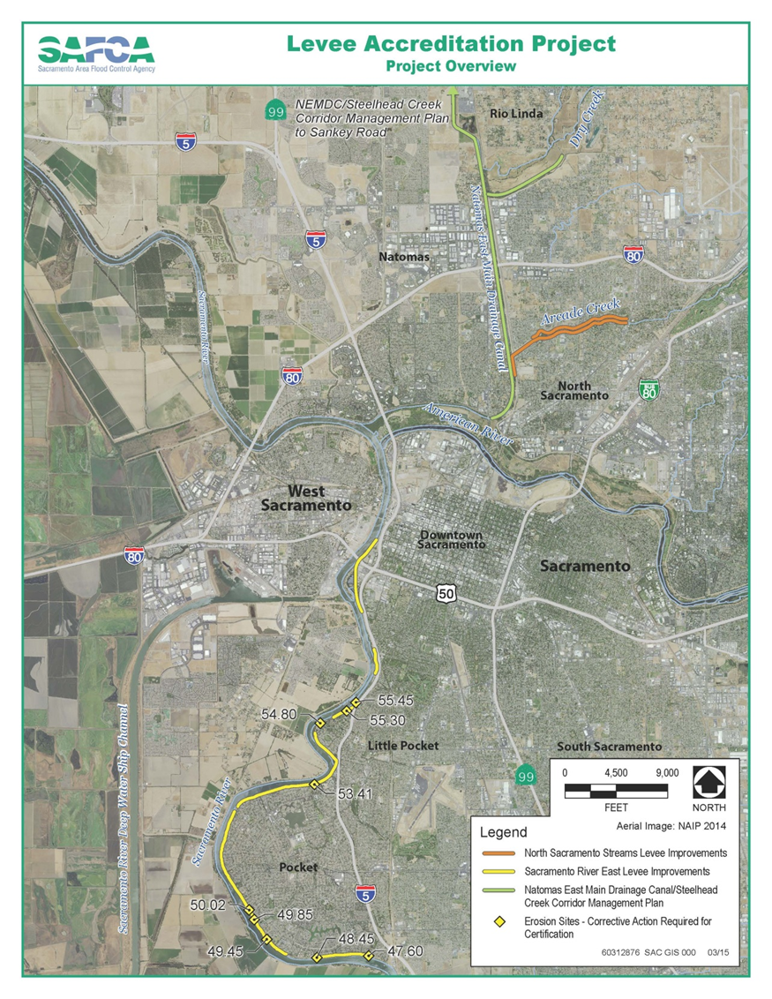 SAFCA
Sacramento Area Flood Control Agency
Levee Accreditation Project
Project Overview
99
NEMDC/Steelhead Creek
Corridor Management Plan
to Sankey Road
Rio Linda
Dry Creek
5
Natomas East Main Drainage Canal
5
Natomas
80
Sacramento River
Arcade Creek
80
North
Sacramento
BUS
80
American River
West
Sacramento
Downtown
Sacramento
80
Sacramento
50
55.45
54.80
55.30
Little Pocket
South Sacramento
99
53.41
Sacramento River Deep Water Ship Channel
Sacramento River
Pocket
5
50.02
49.85
49.45
48.45
47.60
0 4,500 9,000
FEET
NORTH
Aerial Image: NAIP 2014
Legend
North Sacramento Streams Levee Improvements
Sacramento River East Levee Improvements
Natomas East Main Drainage Canal/Steelhead
Creek Corridor Management Plan
Erosion Sites - Corrective Action Required for
Certification
60312876 SAC GIS 000 03/15